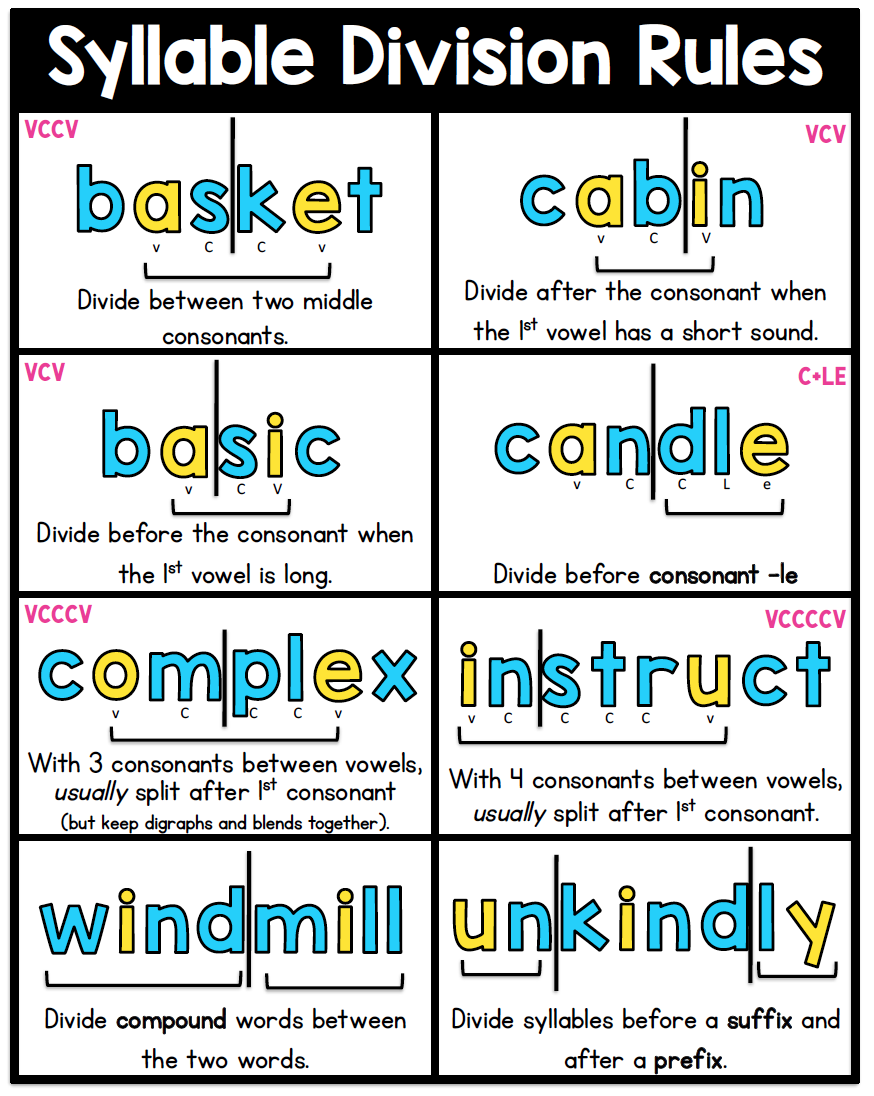 Syllable Division Rules
VCCV
basket
v C C v
Divide between two middle
consonants.
VCV
cabin
v C V
Divide after the consonant when
the 1st vowel has a short sound.
VCV
basic
v C V
Divide before the consonant when
the 1st vowel is long.
C+LE
candle
v C C L e
Divide before consonant -le
VCCCV
complex
v C C C v
With 3 consonants between vowels,
usually split after 1st consonant
(but keep digraphs and blends together).
VCCCCV
instruct
v C C C C v
With 4 consonants between vowels,
usually split after 1st consonant.
windmill
Divide compound words between
the two words.
unkindly
Divide syllables before a suffix and
after a prefix.